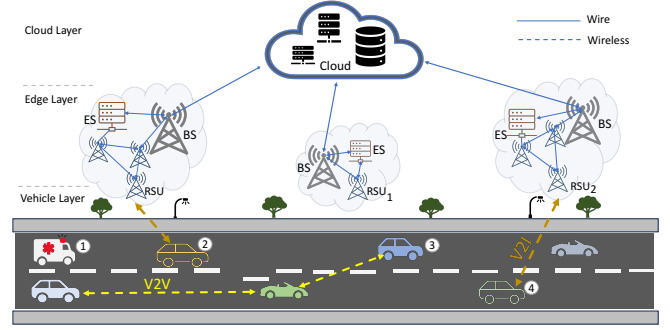 Cloud Layer
Wire
Wireless
Cloud
Edge Layer
ES
BS
RSU
BS
ES
RSU1
ES
BS
RSU2
Vehicle Layer
1
2
3
V2I
V2V
4